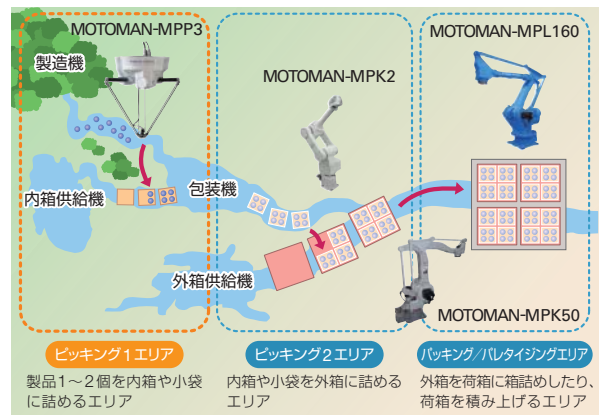 MOTOMAN-MPP3
製造機
MOTOMAN-MPK2
MOTOMAN-MPL160
内箱供給機
包装機
外箱供給機
MOTOMAN-MPK50
ピッキング1エリア
製品1〜2個を内箱や小袋
に詰めるエリア
ピッキング2エリア
内箱や小袋を外箱に詰める
エリア
パッキング/パレタイジングエリア
外箱を荷箱に箱詰めしたり、
荷箱を積み上げるエリア